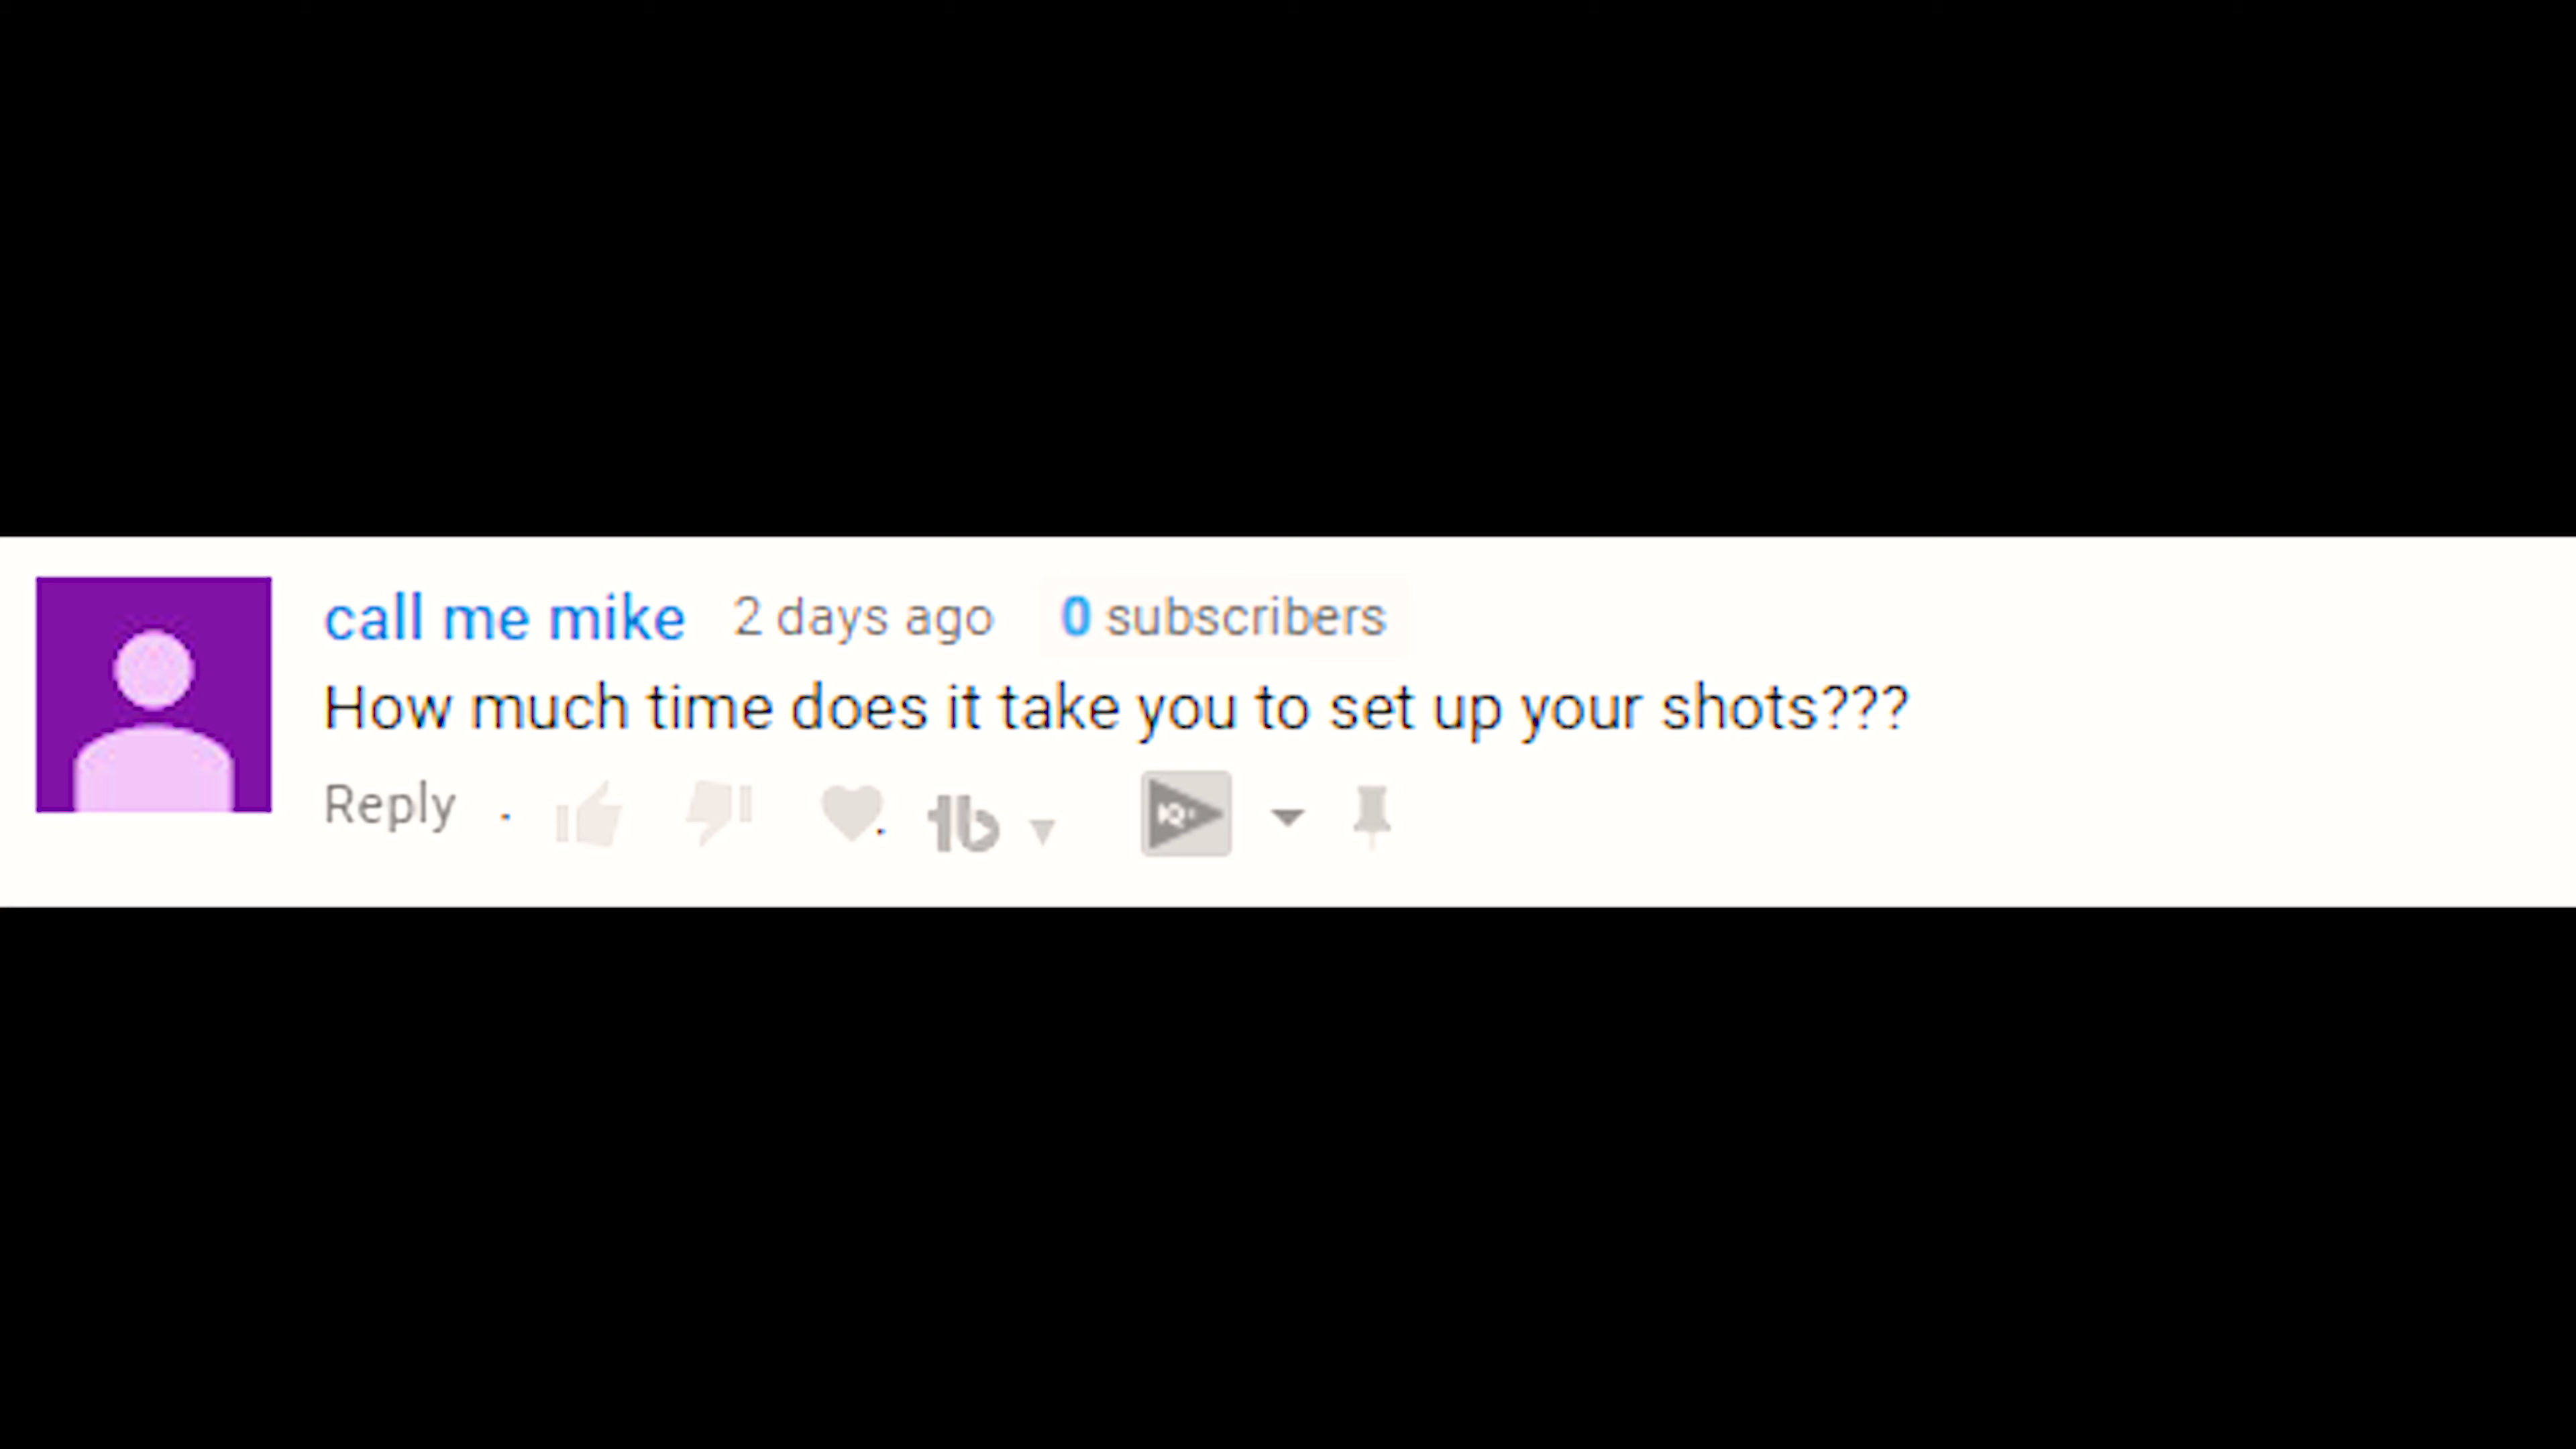 call me mike 2 days ago 0 subscribers
How much time does it take you to set up your shots???
Reply